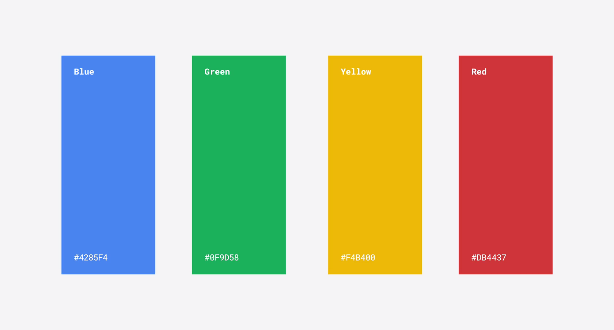 Blue
Green
Yellow
Red
#4285F4
#0F9D58
#F4B400
#DB4437